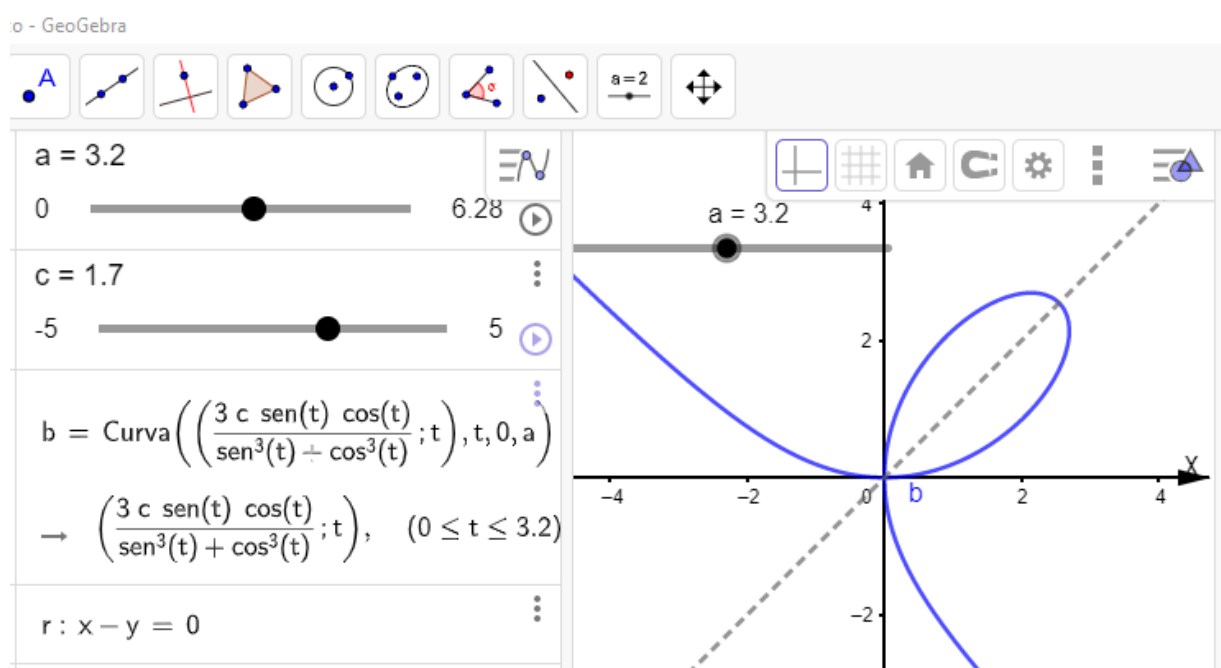 :o - GeoGebra
A
α
a=2
a = 3.2
0 6.28
c = 1.7
-5 5
b = Curva((3 c sen(t) cos(t) / sen³(t) + cos³(t) ; t), t, 0, a)
→ (3 c sen(t) cos(t) / sen³(t) + cos³(t) ; t), (0 ≤ t ≤ 3.2)
r : x − y = 0
a = 3.2
4
2
X
−4 −2 0 b 2 4
−2